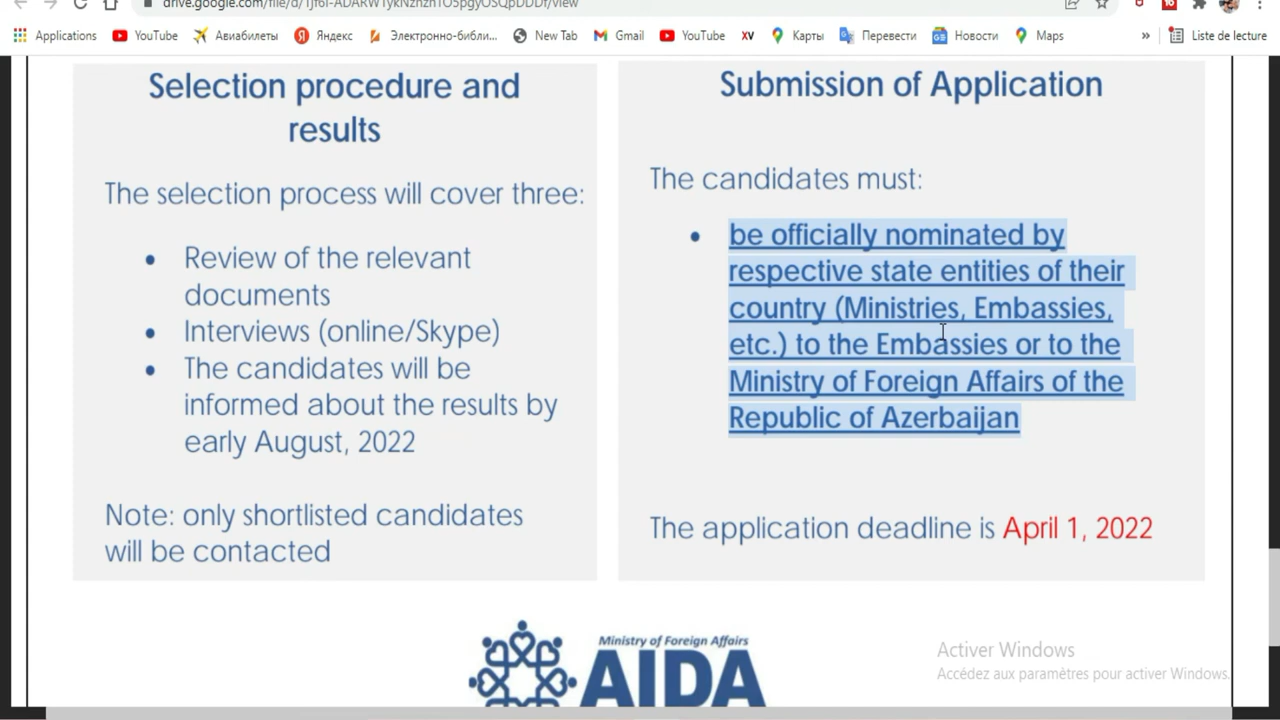 Applications
YouTube
Авиабилеты
Яндекс
Электронно-библи...
New Tab
Gmail
YouTube
XV
Карты
Перевести
Новости
Maps
»
Liste de lecture
Selection procedure and
results
The selection process will cover three:
• Review of the relevant
documents
• Interviews (online/Skype)
• The candidates will be
informed about the results by
early August, 2022
Note: only shortlisted candidates
will be contacted
Submission of Application
The candidates must:
• be officially nominated by
respective state entities of their
country (Ministries, Embassies,
etc.) to the Embassies or to the
Ministry of Foreign Affairs of the
Republic of Azerbaijan
The application deadline is April 1, 2022
Ministry of Foreign Affairs
AIDA
Activer Windows
Accédez aux paramètres pour activer Windows.